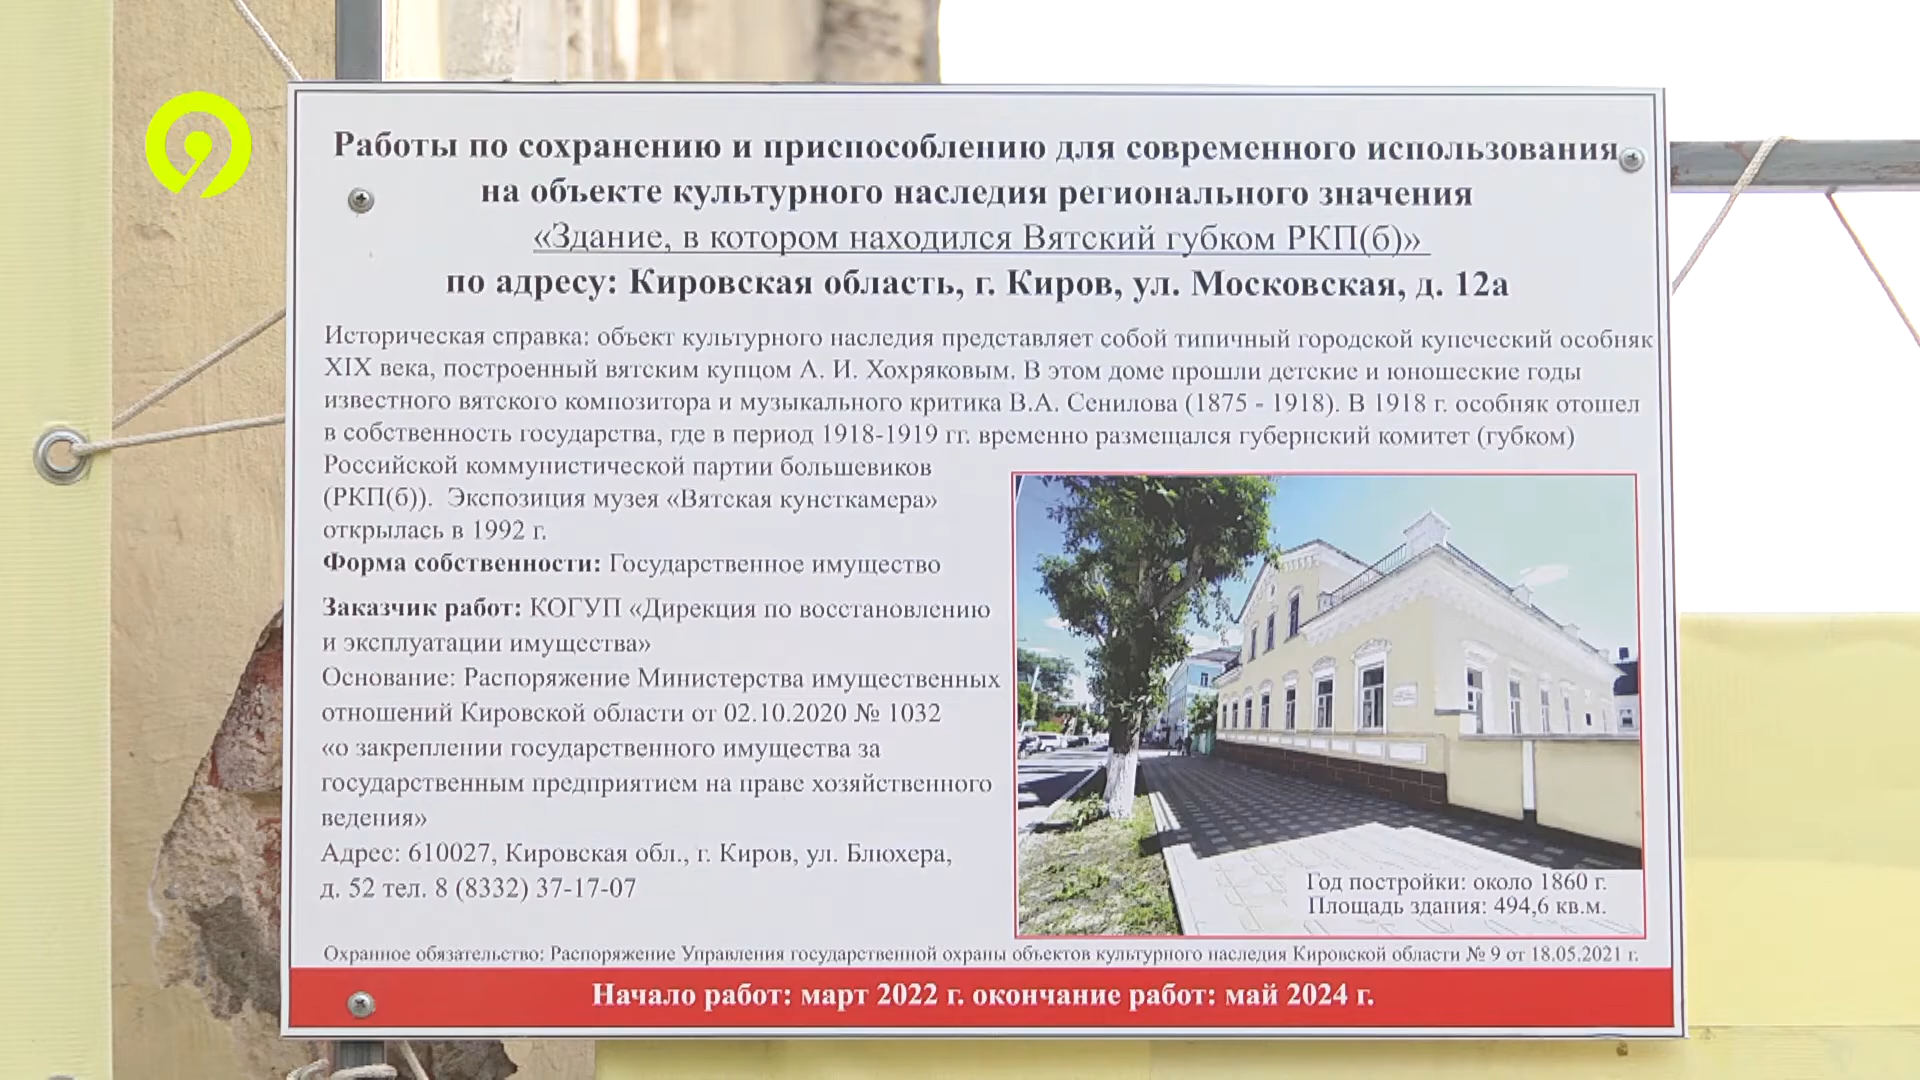 Работы по сохранению и приспособлению для современного использования
на объекте культурного наследия регионального значения
«Здание, в котором находился Вятский губком РКП(б)»
по адресу: Кировская область, г. Киров, ул. Московская, д. 12а
Историческая справка: объект культурного наследия представляет собой типичный городской купеческий особняк
XIX века, построенный вятским купцом А. И. Хохряковым. В этом доме прошли детские и юношеские годы
известного вятского композитора и музыкального критика В.А. Сенилова (1875 - 1918). В 1918 г. особняк отошел
в собственность государства, где в период 1918-1919 гг. временно размещался губернский комитет (губком)
Российской коммунистической партии большевиков
(РКП(б)). Экспозиция музея «Вятская кунсткамера»
открылась в 1992 г.
Форма собственности: Государственное имущество
Заказчик работ: КОГУП «Дирекция по восстановлению
и эксплуатации имущества»
Основание: Распоряжение Министерства имущественных
отношений Кировской области от 02.10.2020 № 1032
«о закреплении государственного имущества за
государственным предприятием на праве хозяйственного
ведения»
Адрес: 610027, Кировская обл., г. Киров, ул. Блюхера,
д. 52 тел. 8 (8332) 37-17-07
Год постройки: около 1860 г.
Площадь здания: 494,6 кв.м.
Охранное обязательство: Распоряжение Управления государственной охраны объектов культурного наследия Кировской области № 9 от 18.05.2021 г.
Начало работ: март 2022 г. окончание работ: май 2024 г.